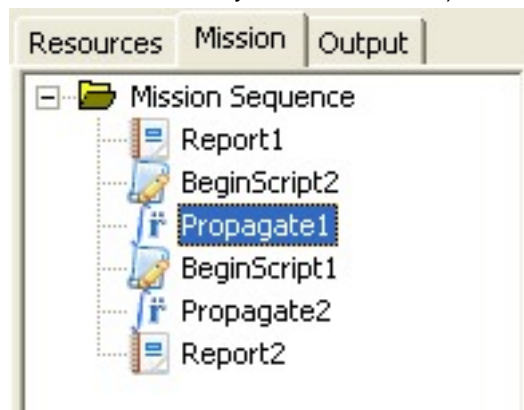 Resources Mission Output
Mission Sequence
Report1
BeginScript2
Propagate1
BeginScript1
Propagate2
Report2